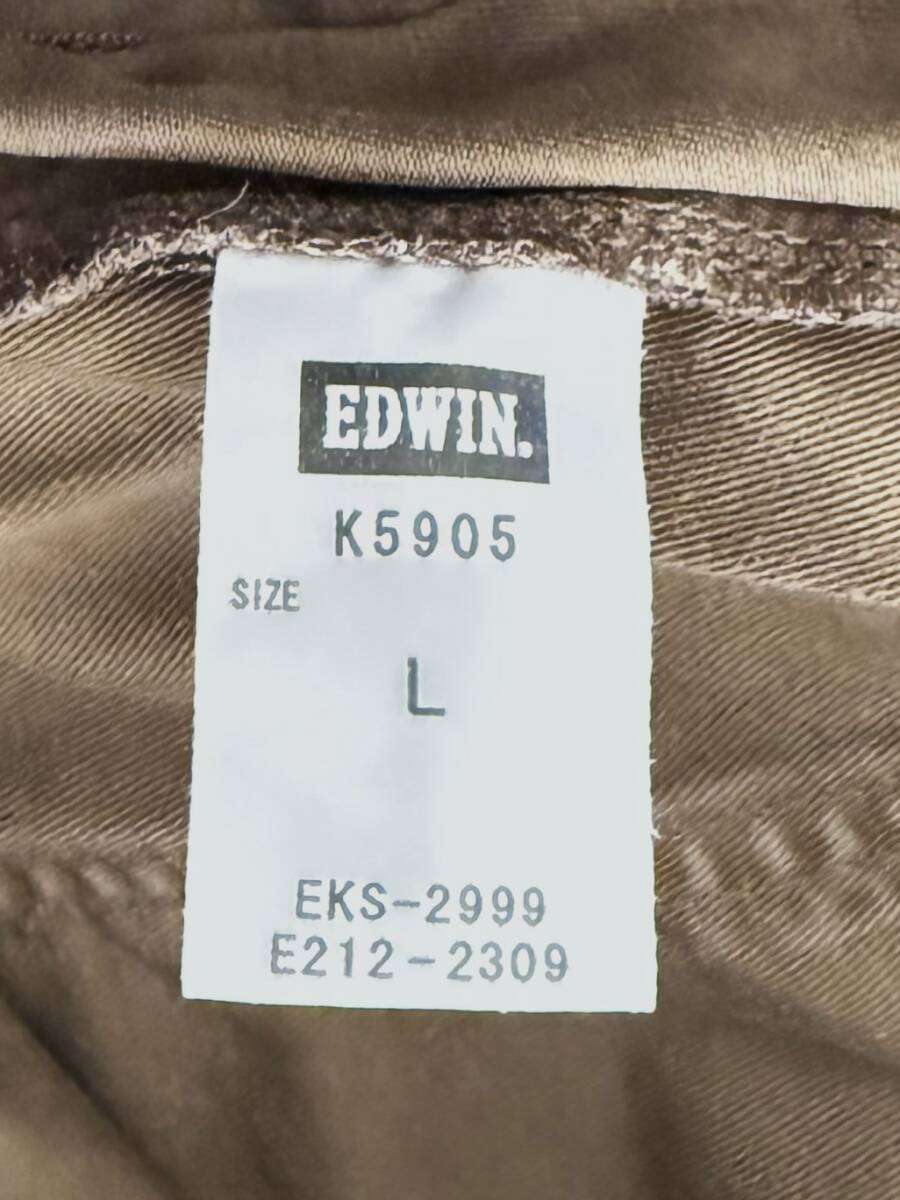 EDWIN.
K5905
SIZE
L
EKS-2999
E212-2309